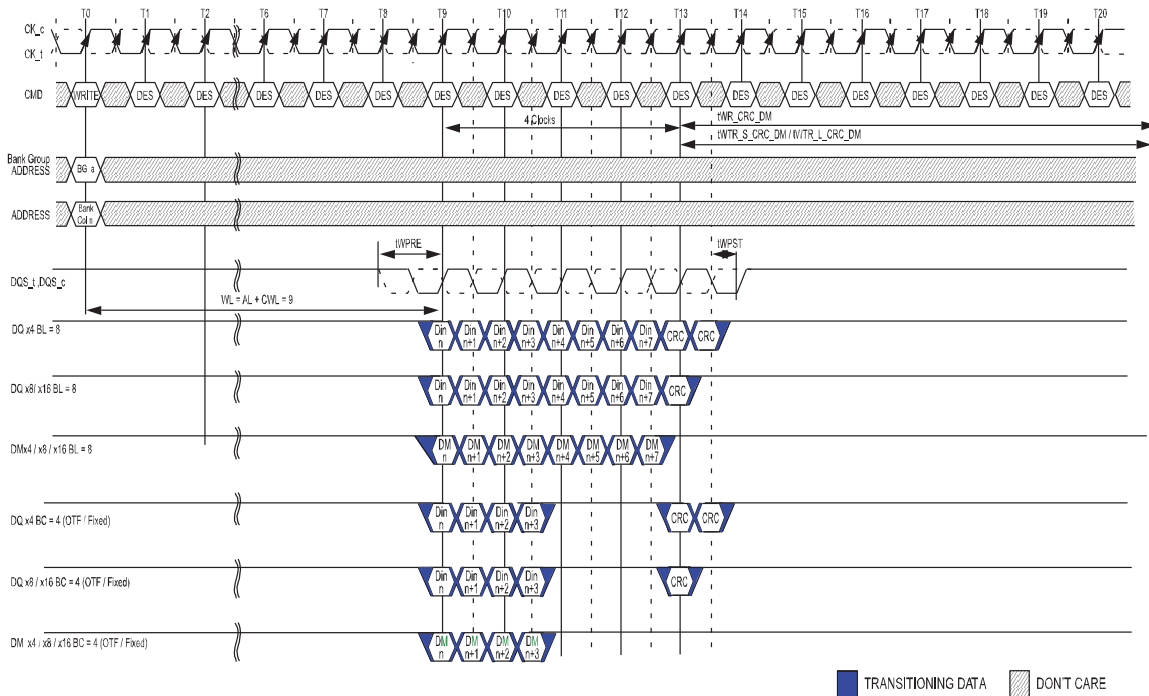 T0 T1 T2 T6 T7 T8 T9 T10 T11 T12 T13 T14 T15 T16 T17 T18 T19 T20
CK_c
CK_t
CMD WRITE DES DES DES DES DES DES DES DES DES DES DES DES DES DES DES DES DES
4 Clocks
tWR_CRC_DM
tWTR_S_CRC_DM / tWTR_L_CRC_DM
Bank Group
ADDRESS
BG a
ADDRESS
Bank
Col n
tWPRE
tWPST
DQS_t ,DQS_c
WL = AL + CWL = 9
DQ x4 BL = 8
Din Din Din Din Din Din Din Din CRC CRC
n n+1 n+2 n+3 n+4 n+5 n+6 n+7
DQ x8/ x16 BL = 8
Din Din Din Din Din Din Din Din CRC
n n+1 n+2 n+3 n+4 n+5 n+6 n+7
DMx4 / x8 / x16 BL = 8
DM DM DM DM DM DM DM DM
n n+1 n+2 n+3 n+4 n+5 n+6 n+7
DQ x4 BC = 4 (OTF / Fixed)
Din Din Din Din CRC CRC
n n+1 n+2 n+3
DQ x8 / x16 BC = 4 (OTF / Fixed)
Din Din Din Din CRC
n n+1 n+2 n+3
DM x4 / x8 / x16 BC = 4 (OTF / Fixed)
DM DM DM DM
n n+1 n+2 n+3
TRANSITIONING DATA
DON'T CARE